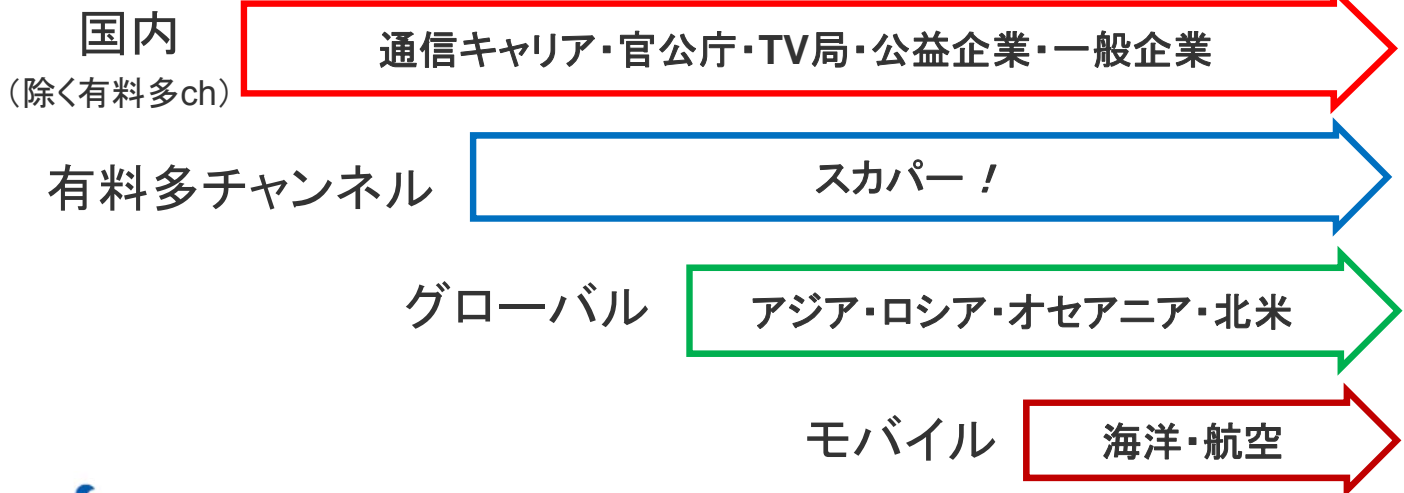 国内
通信キャリア・官公庁・TV局・公益企業・一般企業
（除く有料多ch）
有料多チャンネル
スカパー！
グローバル
アジア・ロシア・オセアニア・北米
モバイル
海洋・航空